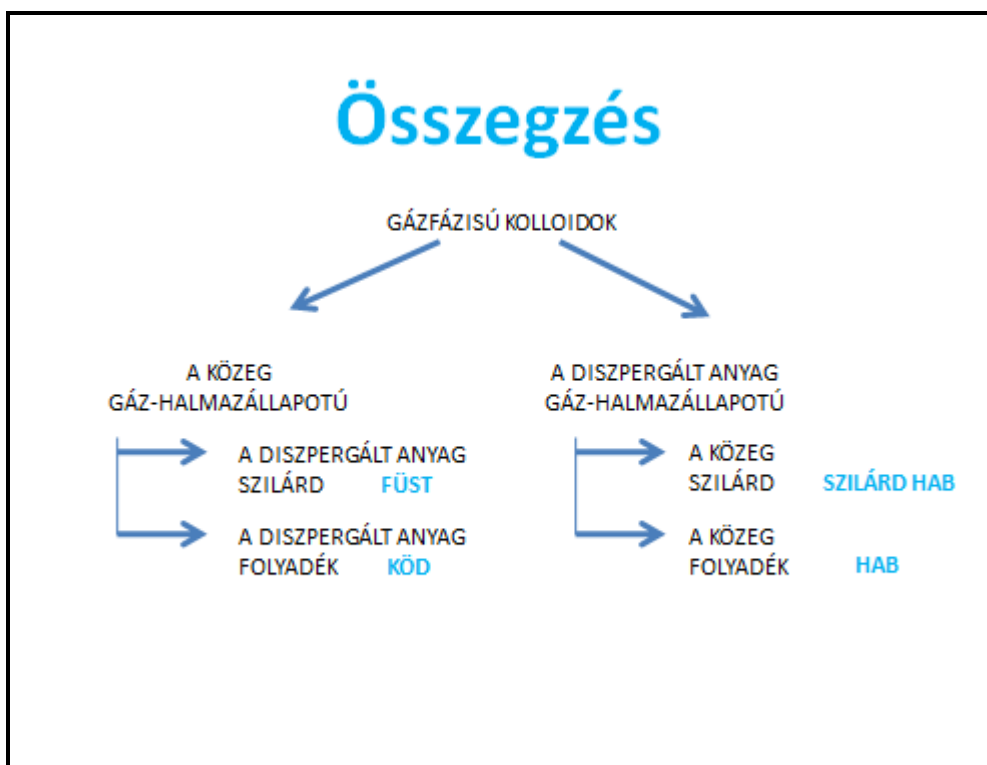 Összegzés
GÁZFÁZISÚ KOLLOIDOK
A KÖZEG
GÁZ-HALMAZÁLLAPOTÚ
A DISZPERGÁLT ANYAG
SZILÁRD FÜST
A DISZPERGÁLT ANYAG
FOLYADÉK KÖD
A DISZPERGÁLT ANYAG
GÁZ-HALMAZÁLLAPOTÚ
A KÖZEG
SZILÁRD SZILÁRD HAB
A KÖZEG
FOLYADÉK HAB